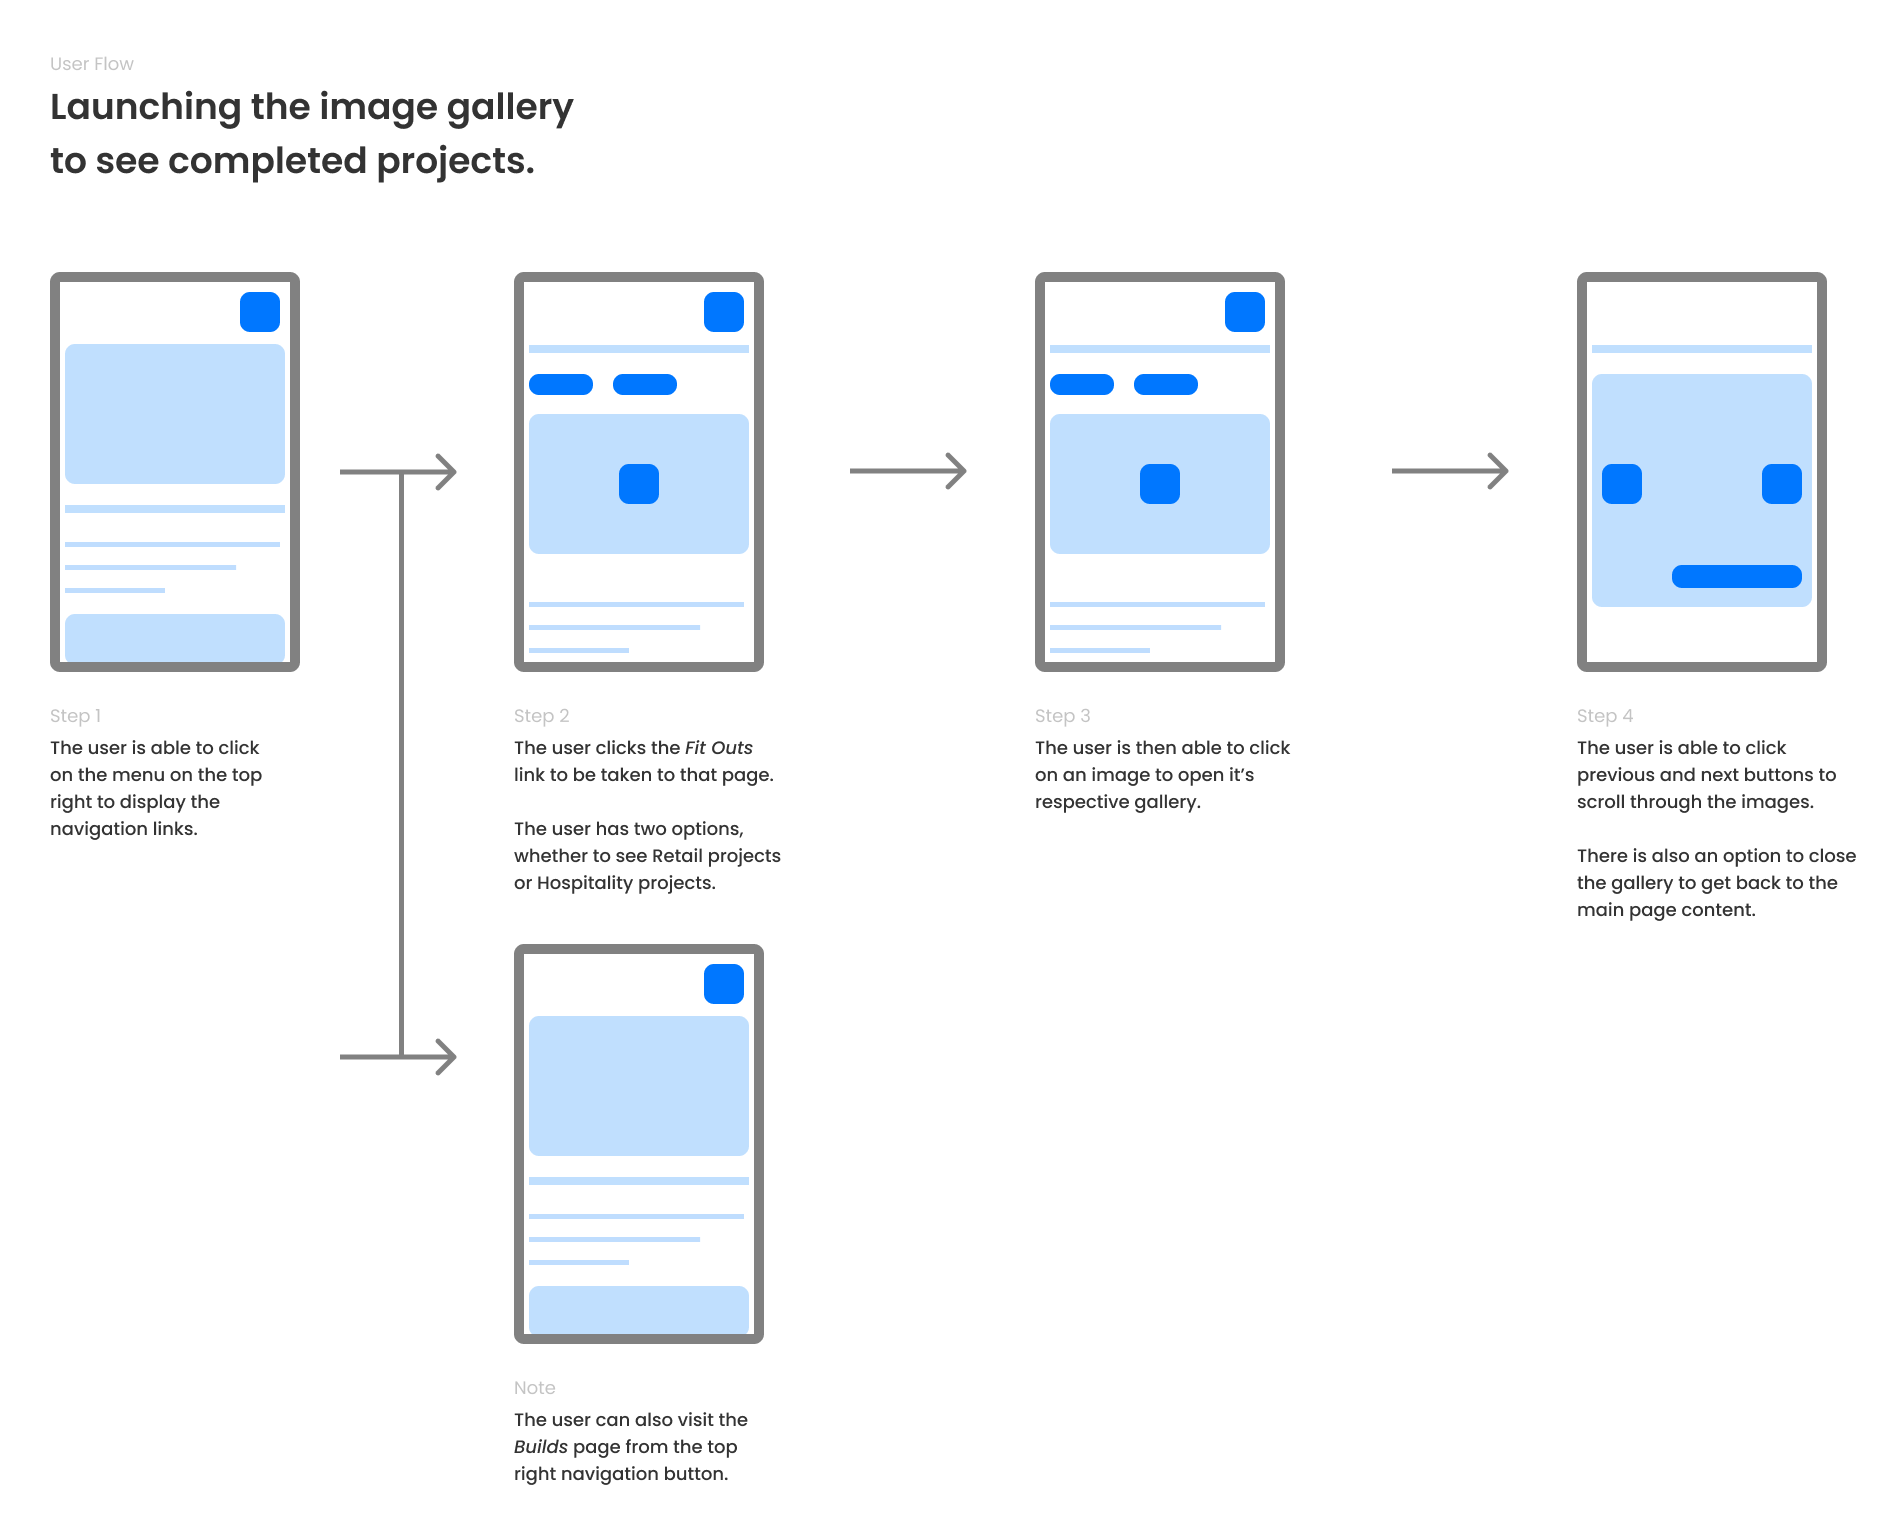 User Flow
Launching the image gallery
to see completed projects.
Step 1
The user is able to click
on the menu on the top
right to display the
navigation links.
Step 2
The user clicks the Fit Outs
link to be taken to that page.
The user has two options,
whether to see Retail projects
or Hospitality projects.
Step 3
The user is then able to click
on an image to open it’s
respective gallery.
Step 4
The user is able to click
previous and next buttons to
scroll through the images.
There is also an option to close
the gallery to get back to the
main page content.
Note
The user can also visit the
Builds page from the top
right navigation button.